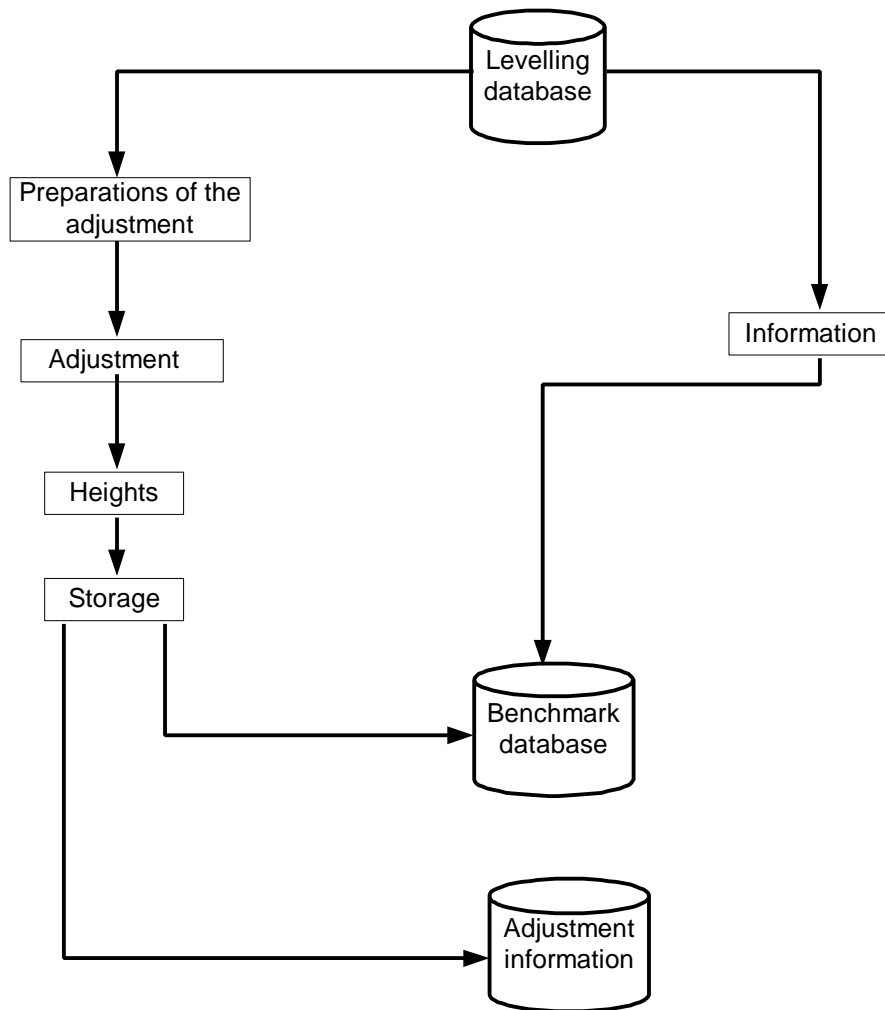 Levelling
database
Preparations of the
adjustment
Information
Adjustment
Heights
Storage
Benchmark
database
Adjustment
information